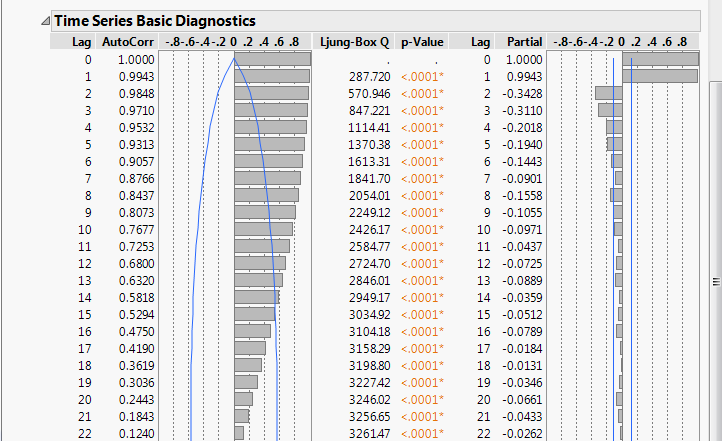 Time Series Basic Diagnostics
Lag AutoCorr -.8-.6-.4-.2 0 .2 .4 .6 .8 Ljung-Box Q p-Value Lag Partial -.8-.6-.4-.2 0 .2 .4 .6 .8
0 1.0000 . . 0 1.0000
1 0.9943 287.720 <.0001* 1 0.9943
2 0.9848 570.946 <.0001* 2 -0.3428
3 0.9710 847.221 <.0001* 3 -0.3110
4 0.9532 1114.41 <.0001* 4 -0.2018
5 0.9313 1370.38 <.0001* 5 -0.1940
6 0.9057 1613.31 <.0001* 6 -0.1443
7 0.8766 1841.70 <.0001* 7 -0.0901
8 0.8437 2054.01 <.0001* 8 -0.1558
9 0.8073 2249.12 <.0001* 9 -0.1055
10 0.7677 2426.17 <.0001* 10 -0.0971
11 0.7253 2584.77 <.0001* 11 -0.0437
12 0.6800 2724.70 <.0001* 12 -0.0725
13 0.6320 2846.01 <.0001* 13 -0.0889
14 0.5818 2949.17 <.0001* 14 -0.0359
15 0.5294 3034.92 <.0001* 15 -0.0512
16 0.4750 3104.18 <.0001* 16 -0.0789
17 0.4190 3158.29 <.0001* 17 -0.0184
18 0.3619 3198.80 <.0001* 18 -0.0131
19 0.3036 3227.42 <.0001* 19 -0.0346
20 0.2443 3246.02 <.0001* 20 -0.0661
21 0.1843 3256.65 <.0001* 21 -0.0433
22 0.1240 3261.47 <.0001* 22 -0.0262